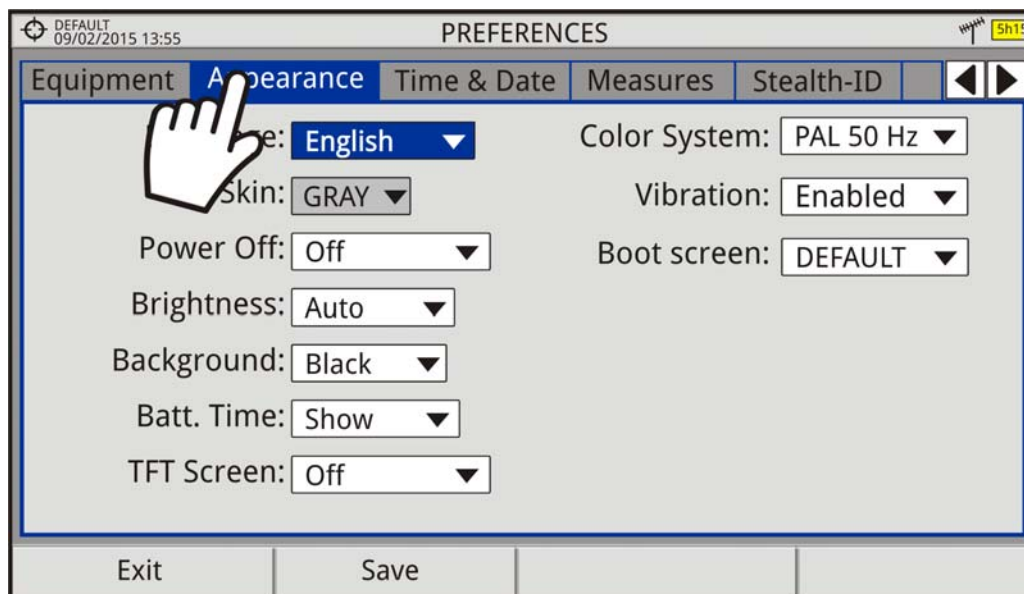 DEFAULT
09/02/2015 13:55
PREFERENCES
5h15
Equipment Appearance Time & Date Measures Stealth-ID
English
Color System: PAL 50 Hz
Skin: GRAY
Vibration: Enabled
Power Off: Off
Boot screen: DEFAULT
Brightness: Auto
Background: Black
Batt. Time: Show
TFT Screen: Off
Exit Save